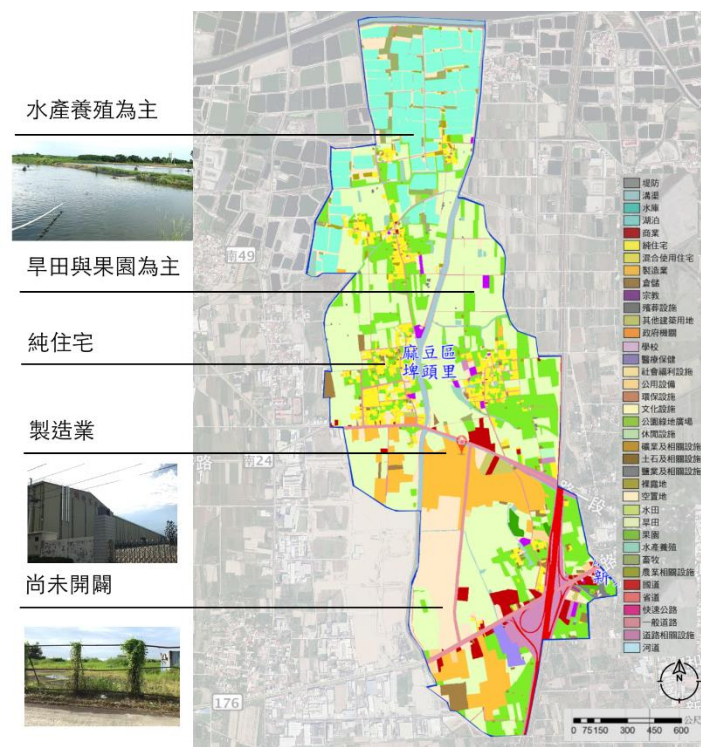 水產養殖為主
旱田與果園為主
純住宅
製造業
尚未開闢
南49
麻豆區
埤頭里
路
南24
路一段
新
176
堤防
溝渠
水庫
湖泊
商業
純住宅
混合使用住宅
製造業
倉儲
宗教
殯葬設施
其他建築用地
政府機關
學校
醫療保健
社會福利設施
公用設備
環保設施
文化設施
公園綠地廣場
休閒設施
礦業及相關設施
土石及相關設施
鹽業及相關設施
裸露地
空置地
水田
旱田
果園
水產養殖
畜牧
農業相關設施
國道
省道
快速公路
一般道路
道路相關設施
河道
N
公尺
0 75150 300 450 600